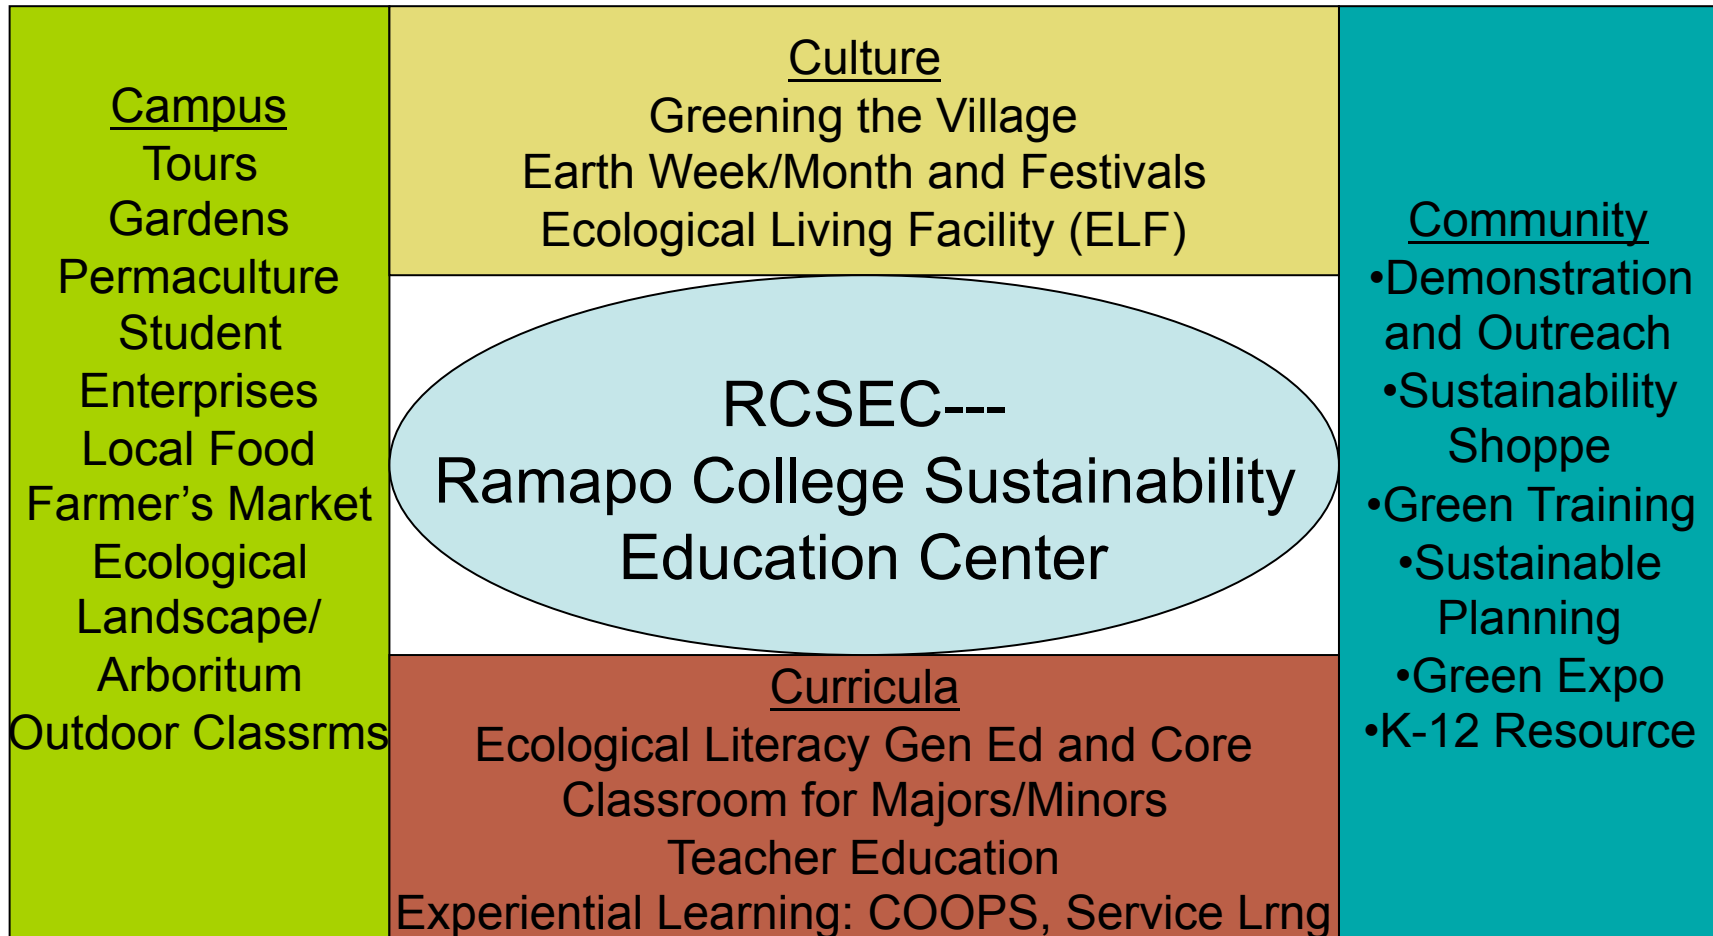 Campus
Tours
Gardens
Permaculture
Student
Enterprises
Local Food
Farmer’s Market
Ecological
Landscape/
Arboritum
Outdoor Classrms
Culture
Greening the Village
Earth Week/Month and Festivals
Ecological Living Facility (ELF)
RCSEC---
Ramapo College Sustainability
Education Center
Curricula
Ecological Literacy Gen Ed and Core
Classroom for Majors/Minors
Teacher Education
Experiential Learning: COOPS, Service Lrng
Community
•Demonstration
and Outreach
•Sustainability
Shoppe
•Green Training
•Sustainable
Planning
•Green Expo
•K-12 Resource